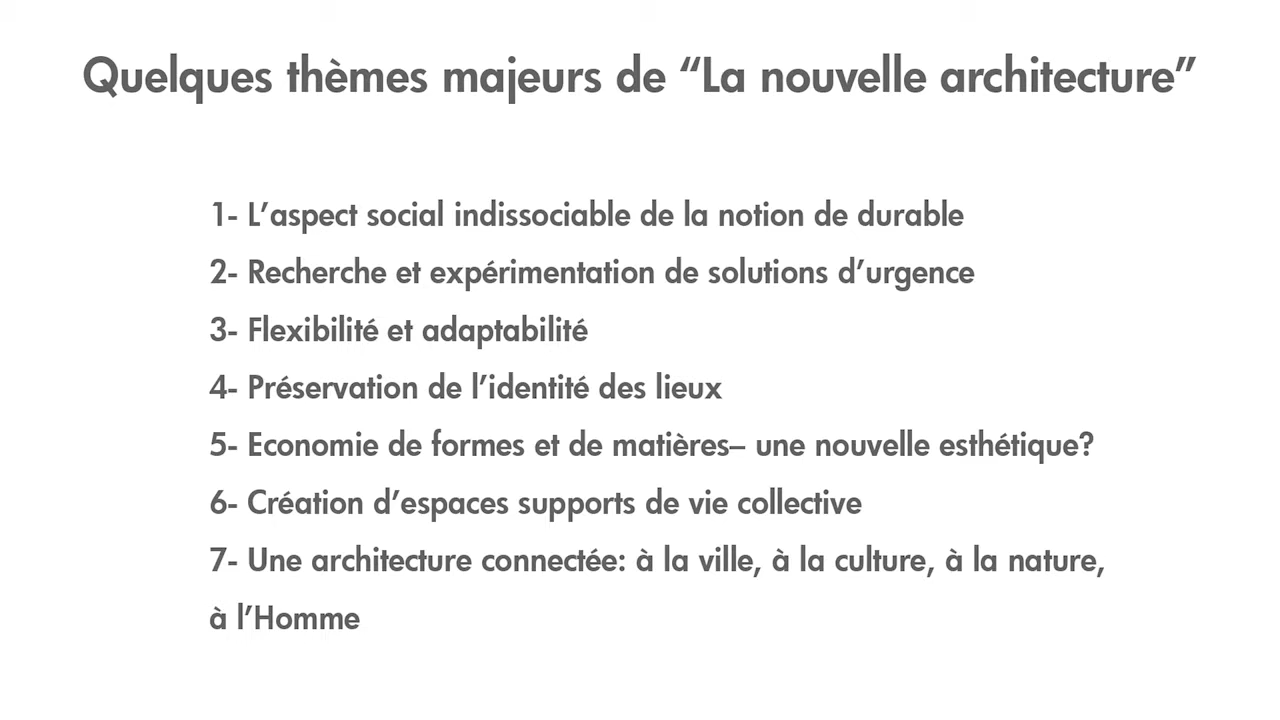 Quelques thèmes majeurs de “La nouvelle architecture”
1- L’aspect social indissociable de la notion de durable
2- Recherche et expérimentation de solutions d’urgence
3- Flexibilité et adaptabilité
4- Préservation de l’identité des lieux
5- Economie de formes et de matières– une nouvelle esthétique?
6- Création d’espaces supports de vie collective
7- Une architecture connectée: à la ville, à la culture, à la nature,
à l’Homme